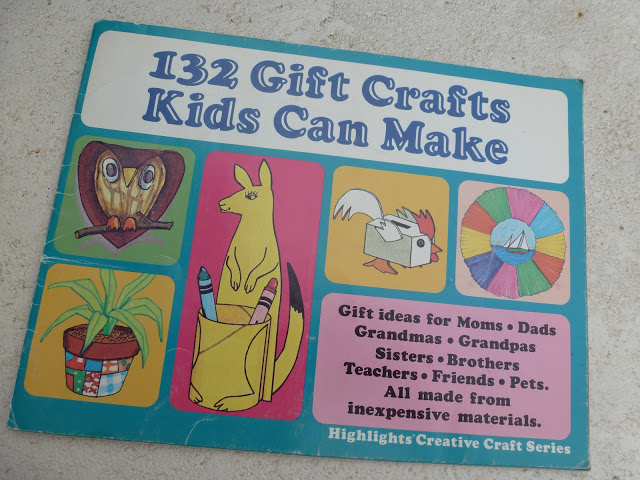 132 Gift Crafts
Kids Can Make
Gift ideas for Moms • Dads
Grandmas • Grandpas
Sisters • Brothers
Teachers • Friends • Pets.
All made from
inexpensive materials.
Highlights® Creative Craft Series